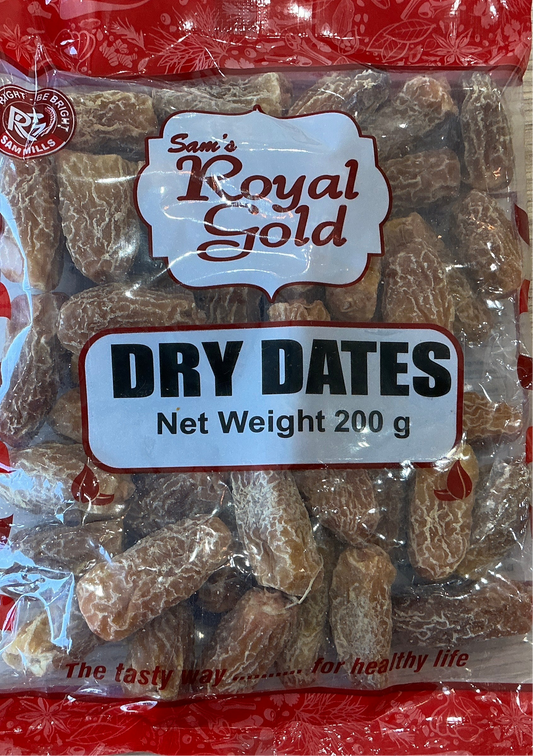 RIGHT - BE BRIGHT
RB
SAM MILLS
Sam's
Royal
Gold
DRY DATES
Net Weight 200 g
The tasty way .......... for healthy life